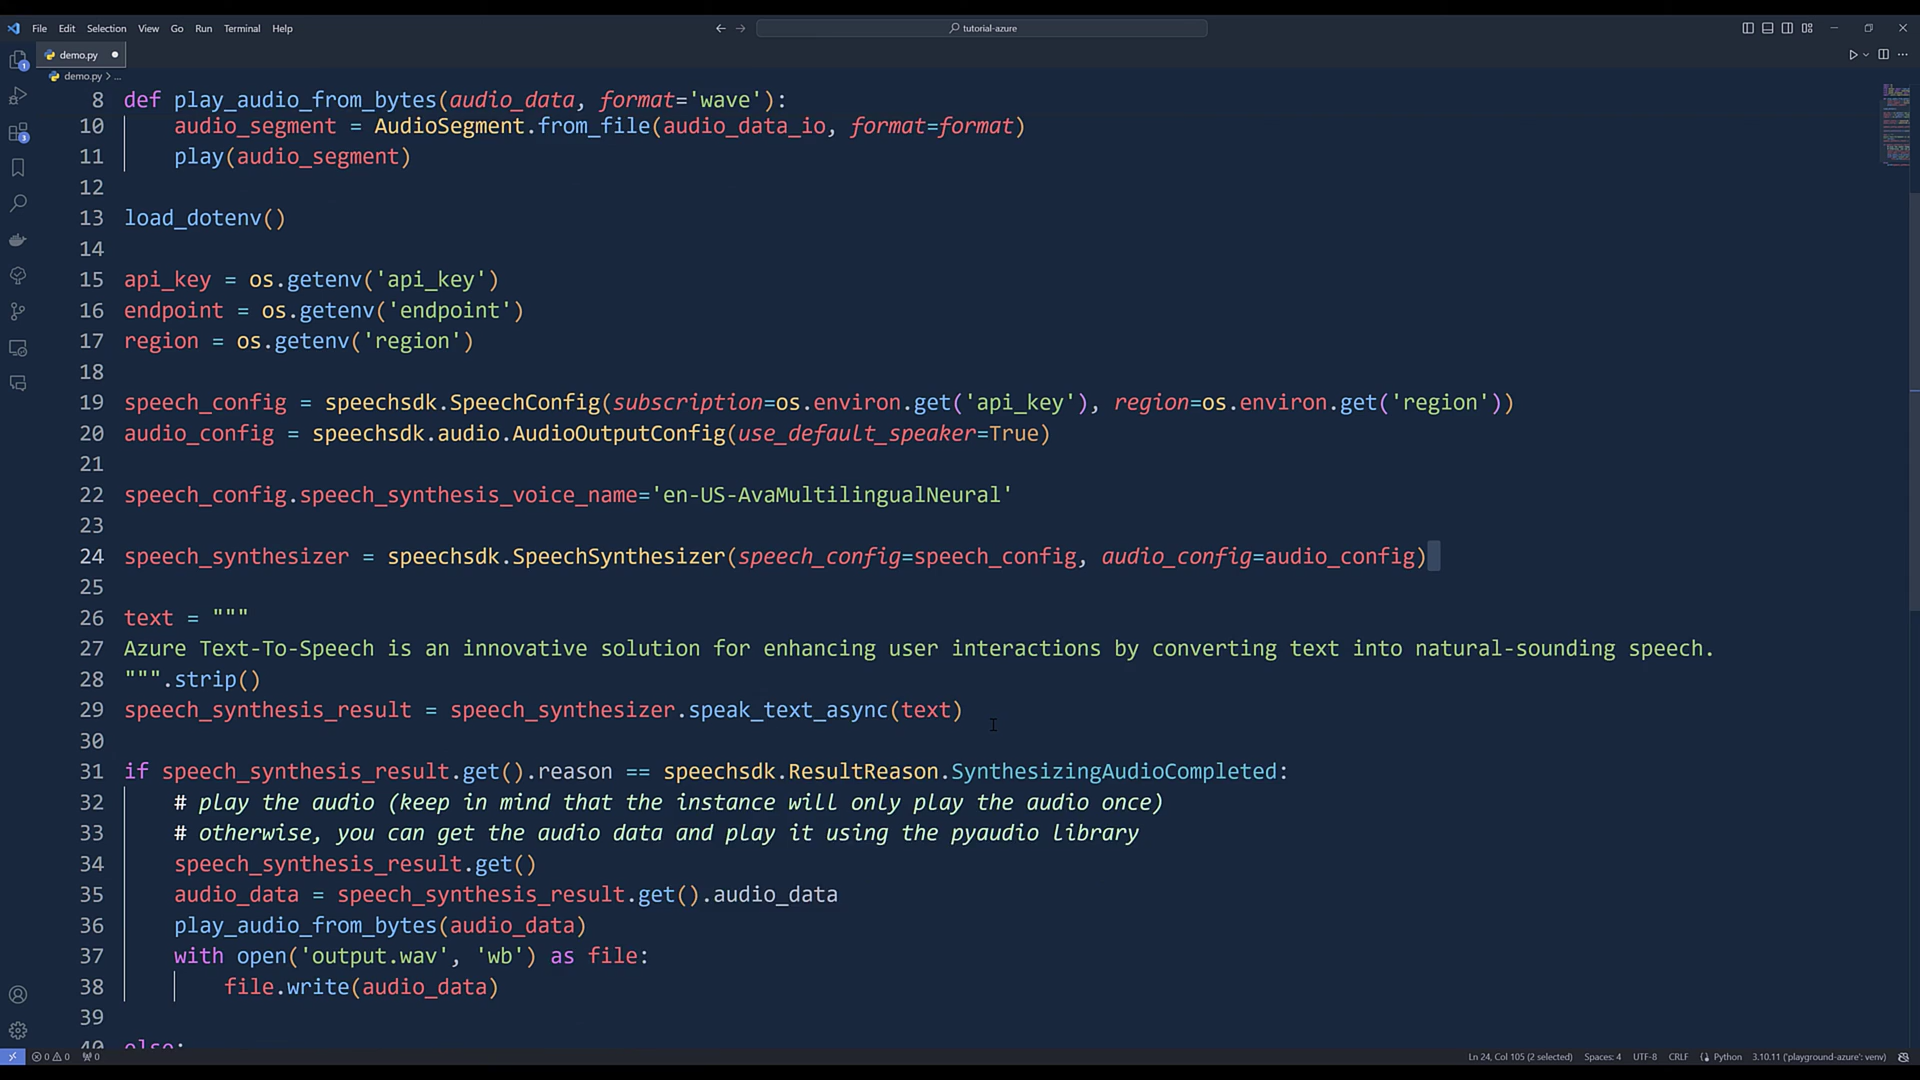 File Edit Selection View Go Run Terminal Help tutorial-azure
demo.py
demo.py > ...
8 def play_audio_from_bytes(audio_data, format='wave'):
10     audio_segment = AudioSegment.from_file(audio_data_io, format=format)
11     play(audio_segment)
12
13 load_dotenv()
14
15 api_key = os.getenv('api_key')
16 endpoint = os.getenv('endpoint')
17 region = os.getenv('region')
18
19 speech_config = speechsdk.SpeechConfig(subscription=os.environ.get('api_key'), region=os.environ.get('region'))
20 audio_config = speechsdk.audio.AudioOutputConfig(use_default_speaker=True)
21
22 speech_config.speech_synthesis_voice_name='en-US-AvaMultilingualNeural'
23
24 speech_synthesizer = speechsdk.SpeechSynthesizer(speech_config=speech_config, audio_config=audio_config)
25
26 text = """
27 Azure Text-To-Speech is an innovative solution for enhancing user interactions by converting text into natural-sounding speech.
28 """.strip()
29 speech_synthesis_result = speech_synthesizer.speak_text_async(text)
30
31 if speech_synthesis_result.get().reason == speechsdk.ResultReason.SynthesizingAudioCompleted:
32     # play the audio (keep in mind that the instance will only play the audio once)
33     # otherwise, you can get the audio data and play it using the pyaudio library
34     speech_synthesis_result.get()
35     audio_data = speech_synthesis_result.get().audio_data
36     play_audio_from_bytes(audio_data)
37     with open('output.wav', 'wb') as file:
38         file.write(audio_data)
39
40 else:
0 0 0 Ln 24, Col 105 (2 selected) Spaces: 4 UTF-8 CRLF Python 3.10.11 ('playground-azure': venv)